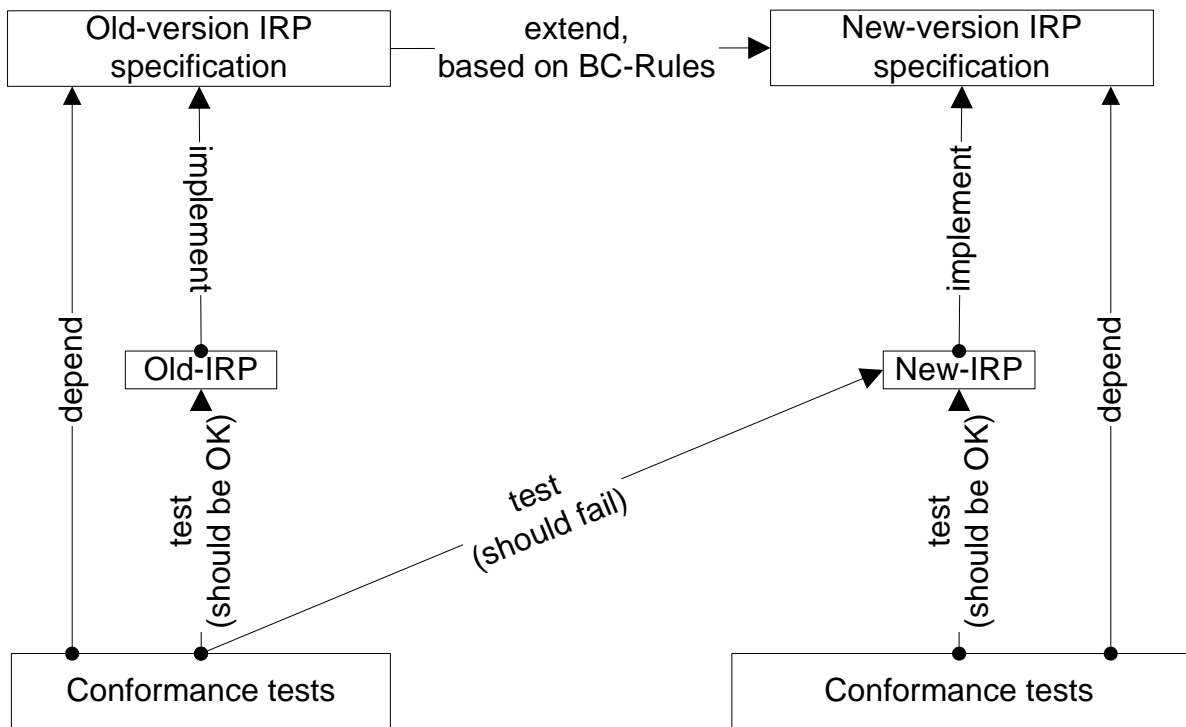 Old-version IRP
specification
extend,
based on BC-Rules
New-version IRP
specification
implement
implement
depend
depend
Old-IRP
New-IRP
test
(should be OK)
test
(should fail)
test
(should be OK)
Conformance tests
Conformance tests